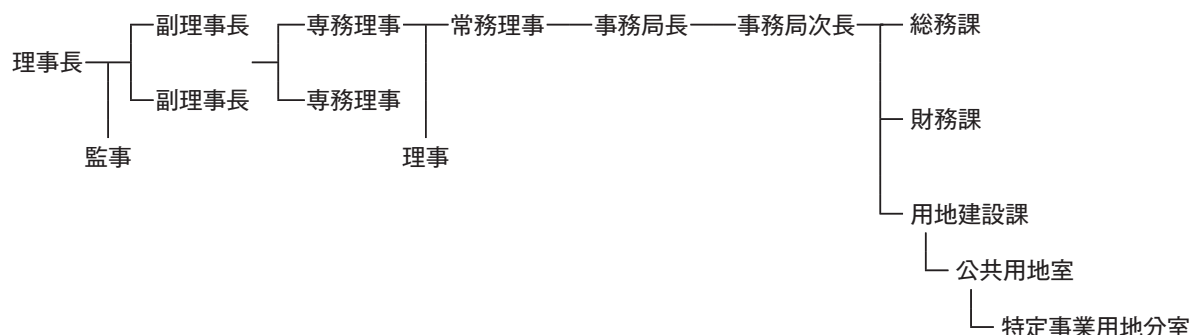 副理事長
専務理事
常務理事
事務局長
事務局次長
総務課
理事長
副理事長
専務理事
財務課
監事
理事
用地建設課
公共用地室
特定事業用地分室